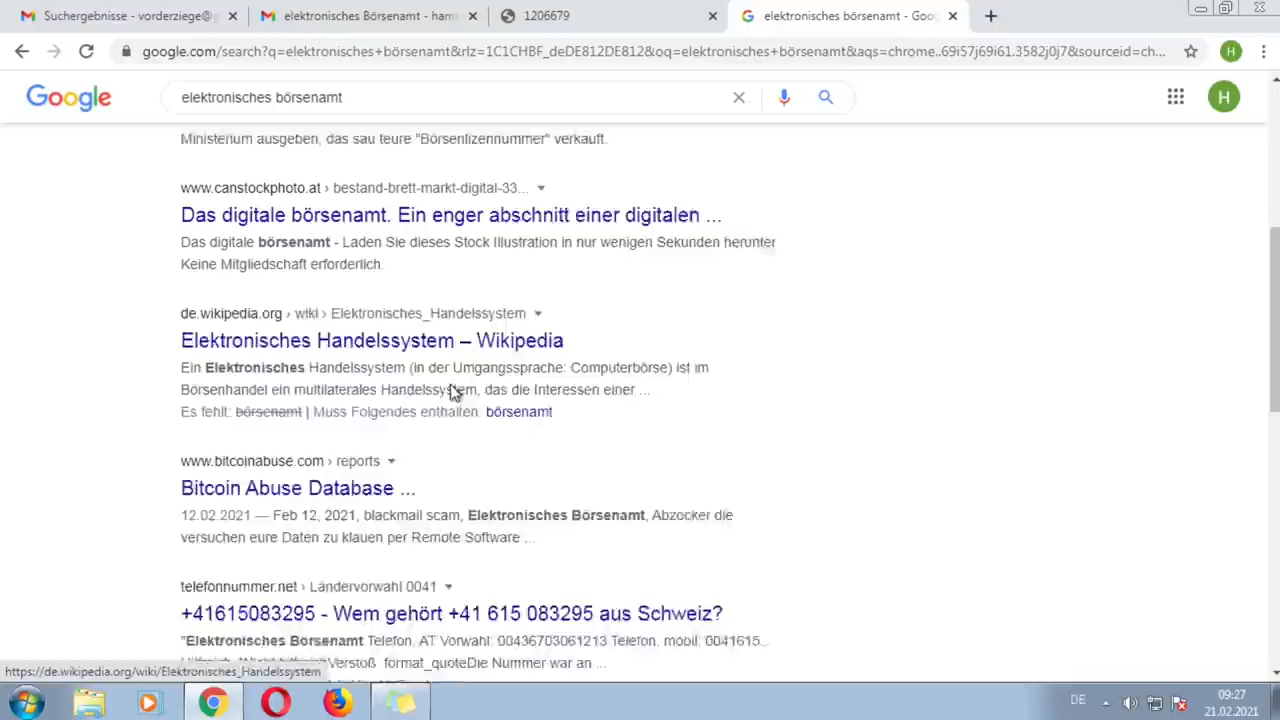 Suchergebnisse - vorderziege@g
elektronisches Börsenamt - ham
1206679
elektronisches börsenamt - Goo
google.com/search?q=elektronisches+börsenamt&rlz=1C1CHBF_deDE812DE812&oq=elektronisches+börsenamt&aqs=chrome..69i57j69i61.3582j0j7&sourceid=ch...
H
Google
elektronisches börsenamt
H
Ministerium ausgeben, das sau teure "Börsenlizennummer" verkauft.
www.canstockphoto.at › bestand-brett-markt-digital-33...
Das digitale börsenamt. Ein enger abschnitt einer digitalen ...
Das digitale börsenamt - Laden Sie dieses Stock Illustration in nur wenigen Sekunden herunter
Keine Mitgliedschaft erforderlich.
de.wikipedia.org › wiki › Elektronisches_Handelssystem
Elektronisches Handelssystem – Wikipedia
Ein Elektronisches Handelssystem (in der Umgangssprache: Computerbörse) ist im
Börsenhandel ein multilaterales Handelssystem, das die Interessen einer ...
Es fehlt: börsenamt | Muss Folgendes enthalten: börsenamt
www.bitcoinabuse.com › reports
Bitcoin Abuse Database ...
12.02.2021 — Feb 12, 2021, blackmail scam, Elektronisches Börsenamt, Abzocker die
versuchen eure Daten zu klauen per Remote Software ...
telefonnummer.net › Ländervorwahl 0041
+41615083295 - Wem gehört +41 615 083295 aus Schweiz?
"Elektronisches Börsenamt Telefon, AT Vorwahl: 00436703061213 Telefon, mobil: 0041615...
Verstoß. format_quoteDie Nummer war an ...
https://de.wikipedia.org/wiki/Elektronisches_Handelssystem
DE
09:27
21.02.2021